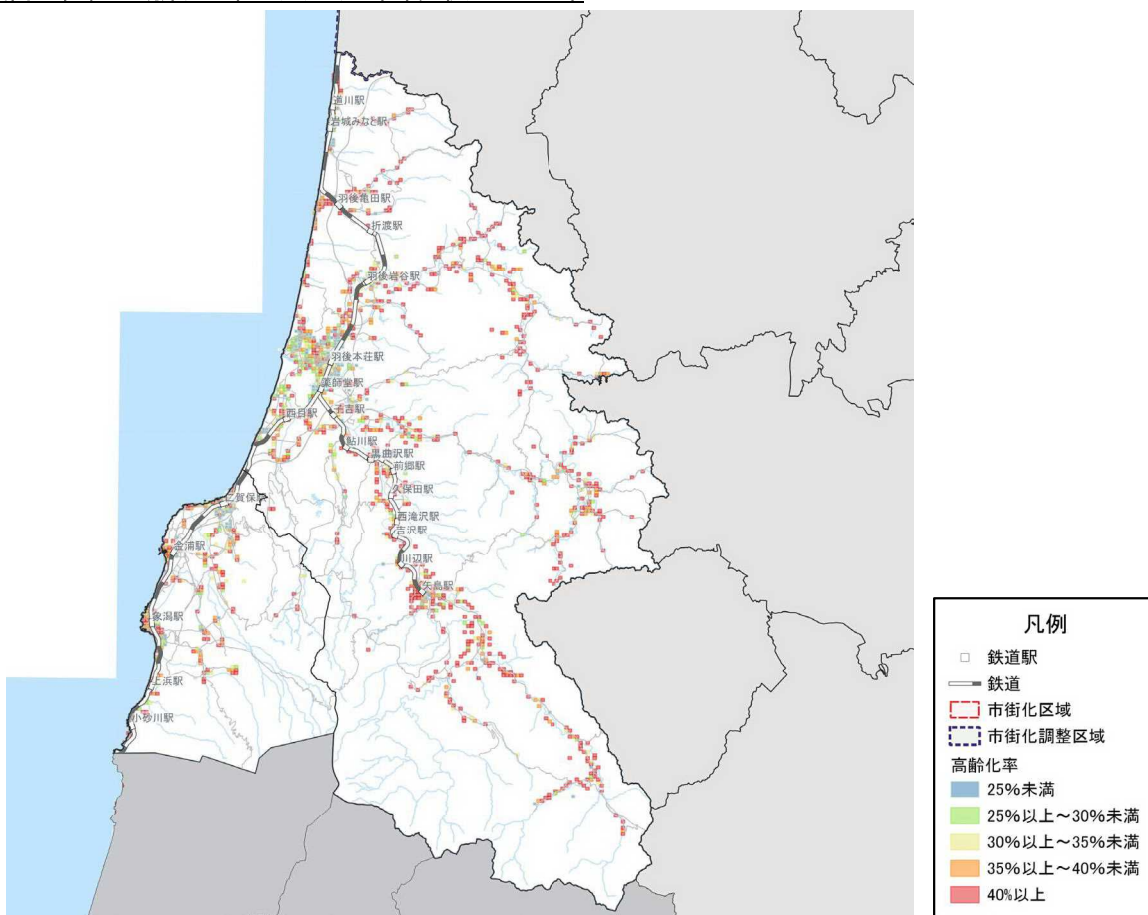 道川駅
岩城みなと駅
羽後亀田駅
折渡駅
羽後岩谷駅
羽後本荘駅
薬師堂駅
西目駅
子吉駅
鮎川駅
黒曲沢駅
前郷駅
久保田駅
西滝沢駅
吉沢駅
川辺駅
矢島駅
仁賀保駅
金浦駅
象潟駅
上浜駅
小砂川駅
凡例
鉄道駅
鉄道
市街化区域
市街化調整区域
高齢化率
25%未満
25%以上～30%未満
30%以上～35%未満
35%以上～40%未満
40%以上